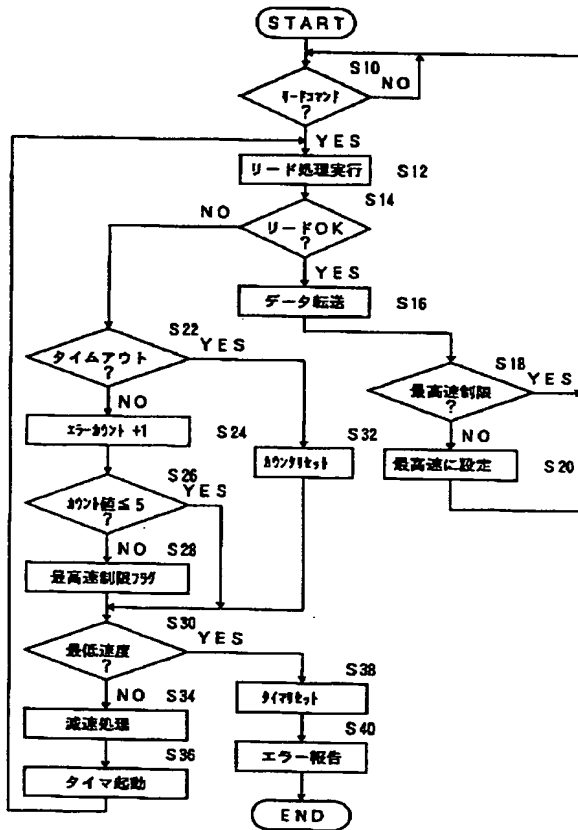 START
S10
リードコマンド
?
NO
YES
リード処理実行
S12
S14
NO
リードOK
?
YES
データ転送
S16
S22
タイムアウト
?
YES
NO
S18
最高速制限
?
YES
NO
エラーカウント +1
S24
S32
カウンタリセット
最高速に設定
S20
S26
カウント値≦5
?
YES
NO
S28
最高速制限フラグ
S30
最低速度
?
YES
NO
S34
S38
タイマリセット
減速処理
S36
S40
タイマ起動
エラー報告
END